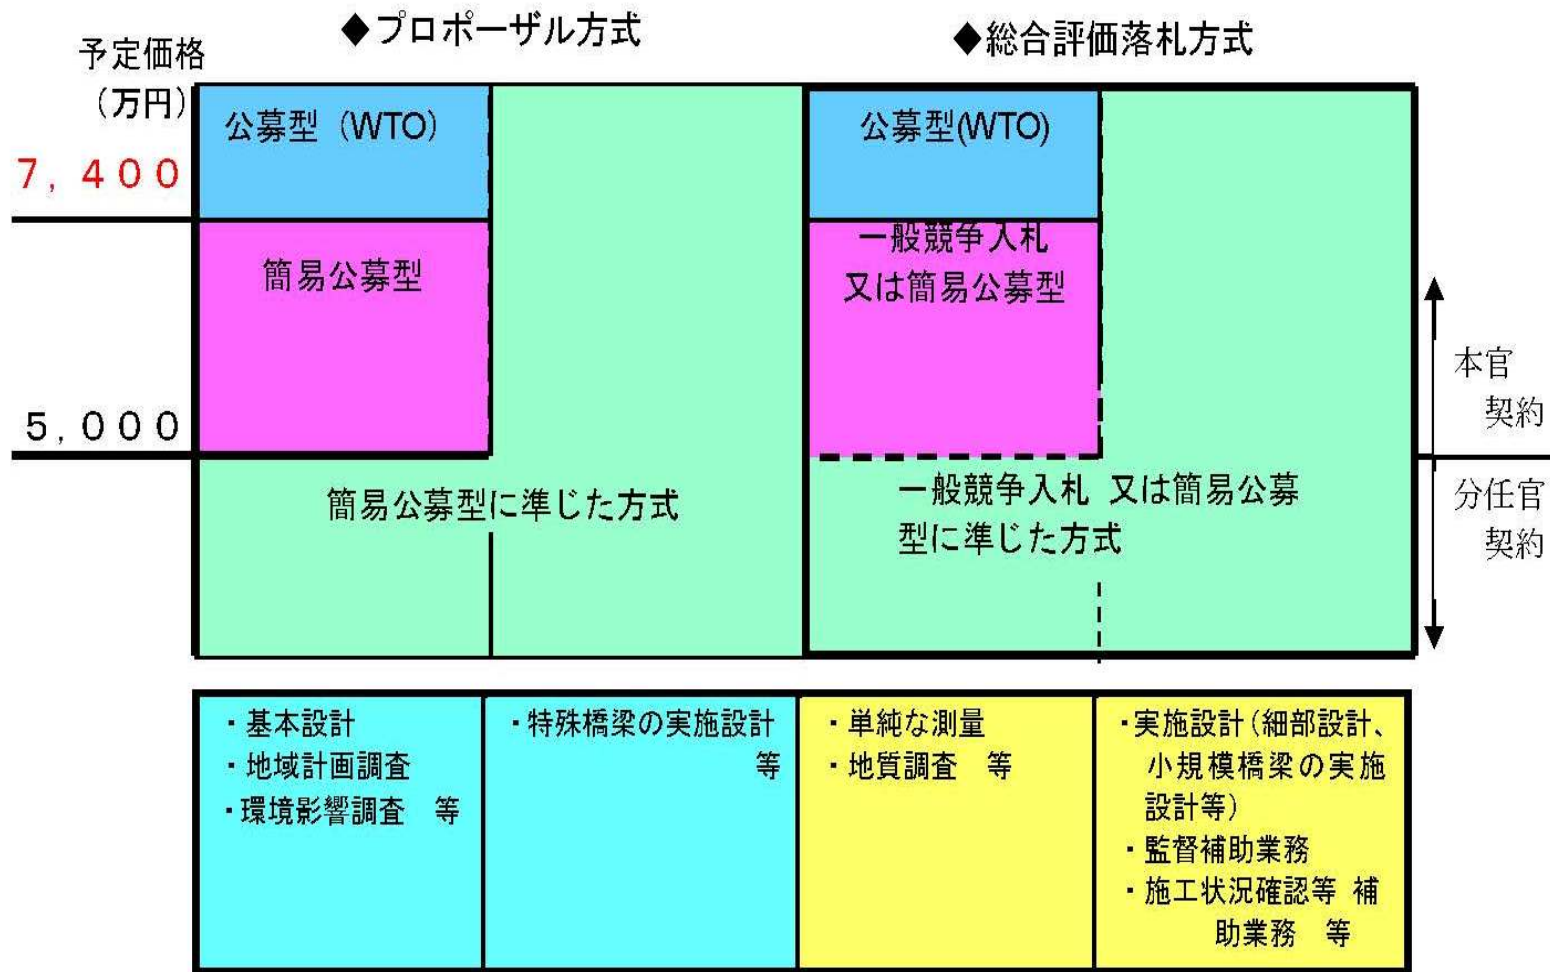 ◆プロポーザル方式
◆総合評価落札方式
予定価格
（万円）
公募型（WTO）
公募型(WTO)
７，４００
簡易公募型
一般競争入札
又は簡易公募型
本官
契約
５，０００
簡易公募型に準じた方式
一般競争入札 又は簡易公募
型に準じた方式
分任官
契約
・基本設計
・地域計画調査
・環境影響調査　等
・特殊橋梁の実施設計
等
・単純な測量
・地質調査　等
・実施設計（細部設計、
小規模橋梁の実施
設計等）
・監督補助業務
・施工状況確認等 補
助業務　等